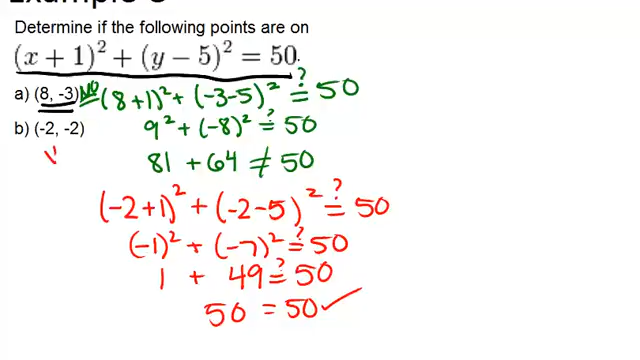 Determine if the following points are on
(x + 1)² + (y − 5)² = 50.
a) (8, -3) NO (8+1)² + (-3-5)² ≟ 50
9² + (-8)² ≟ 50
81 + 64 ≠ 50
b) (-2, -2)
(-2+1)² + (-2-5)² ≟ 50
(-1)² + (-7)² ≟ 50
1 + 49 ≟ 50
50 = 50 ✓